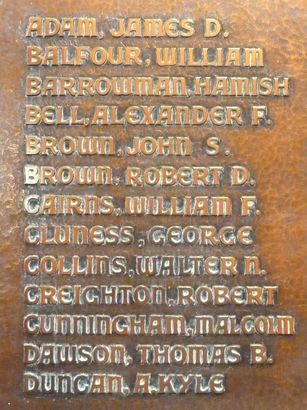 ADAM, JAMES D.
BALFOUR, WILLIAM
BARROWMAN, HAMISH
BELL, ALEXANDER F.
BROWN, JOHN S.
BROWN, ROBERT D.
CAIRNS, WILLIAM F.
CLUNESS, GEORGE
COLLINS, WALTER N.
CREIGHTON, ROBERT
CUNNINGHAM, MALCOLM
DAWSON, THOMAS B.
DUNCAN, A. KYLE